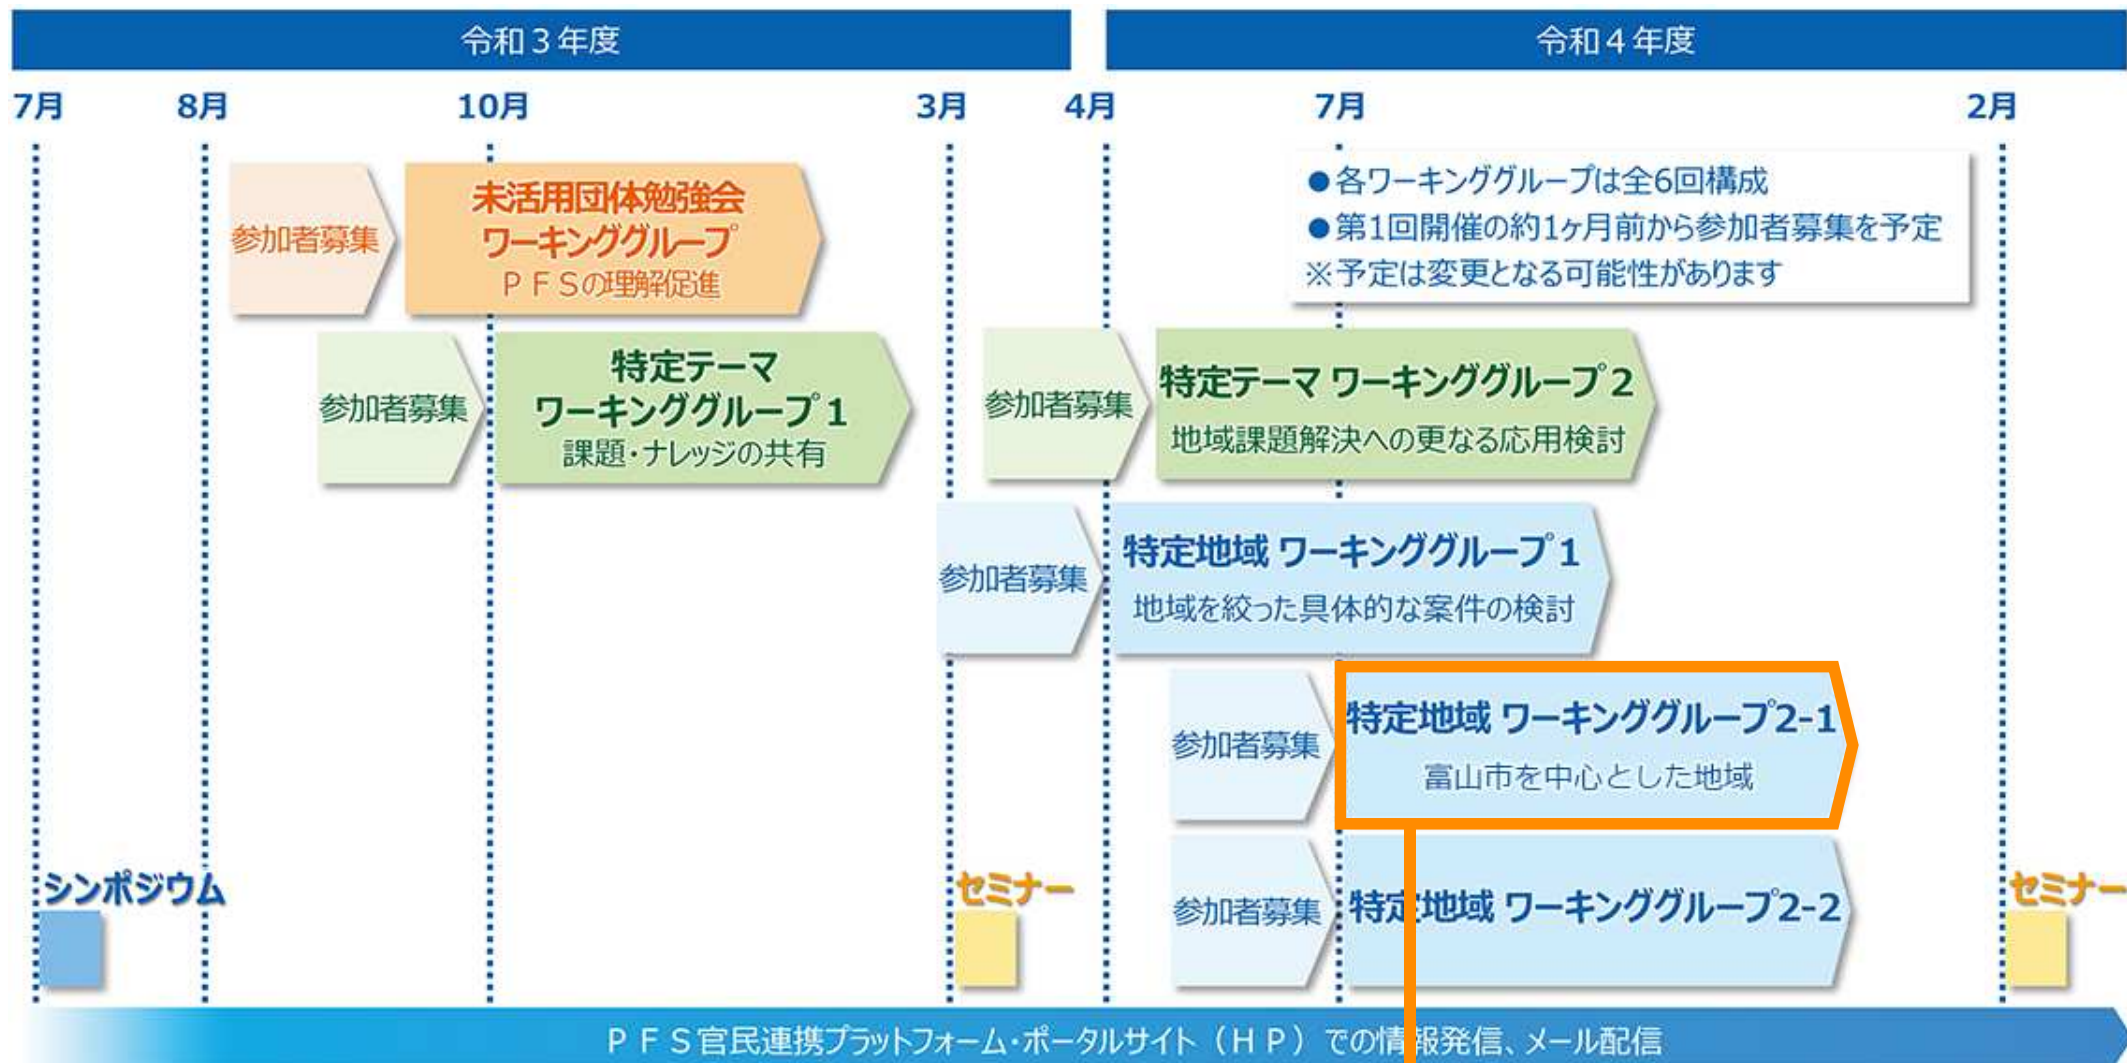 令和３年度
令和４年度
7月
8月
10月
3月
4月
7月
2月
●各ワーキンググループは全6回構成
●第1回開催の約1ヶ月前から参加者募集を予定
※予定は変更となる可能性があります
参加者募集
未活用団体勉強会
ワーキンググループ
ＰＦＳの理解促進
参加者募集
特定テーマ
ワーキンググループ１
課題・ナレッジの共有
参加者募集
特定テーマ ワーキンググループ２
地域課題解決への更なる応用検討
参加者募集
特定地域 ワーキンググループ１
地域を絞った具体的な案件の検討
参加者募集
特定地域 ワーキンググループ2-1
富山市を中心とした地域
参加者募集
特定地域 ワーキンググループ2-2
シンポジウム
セミナー
セミナー
ＰＦＳ官民連携プラットフォーム・ポータルサイト（ＨＰ）での情報発信、メール配信